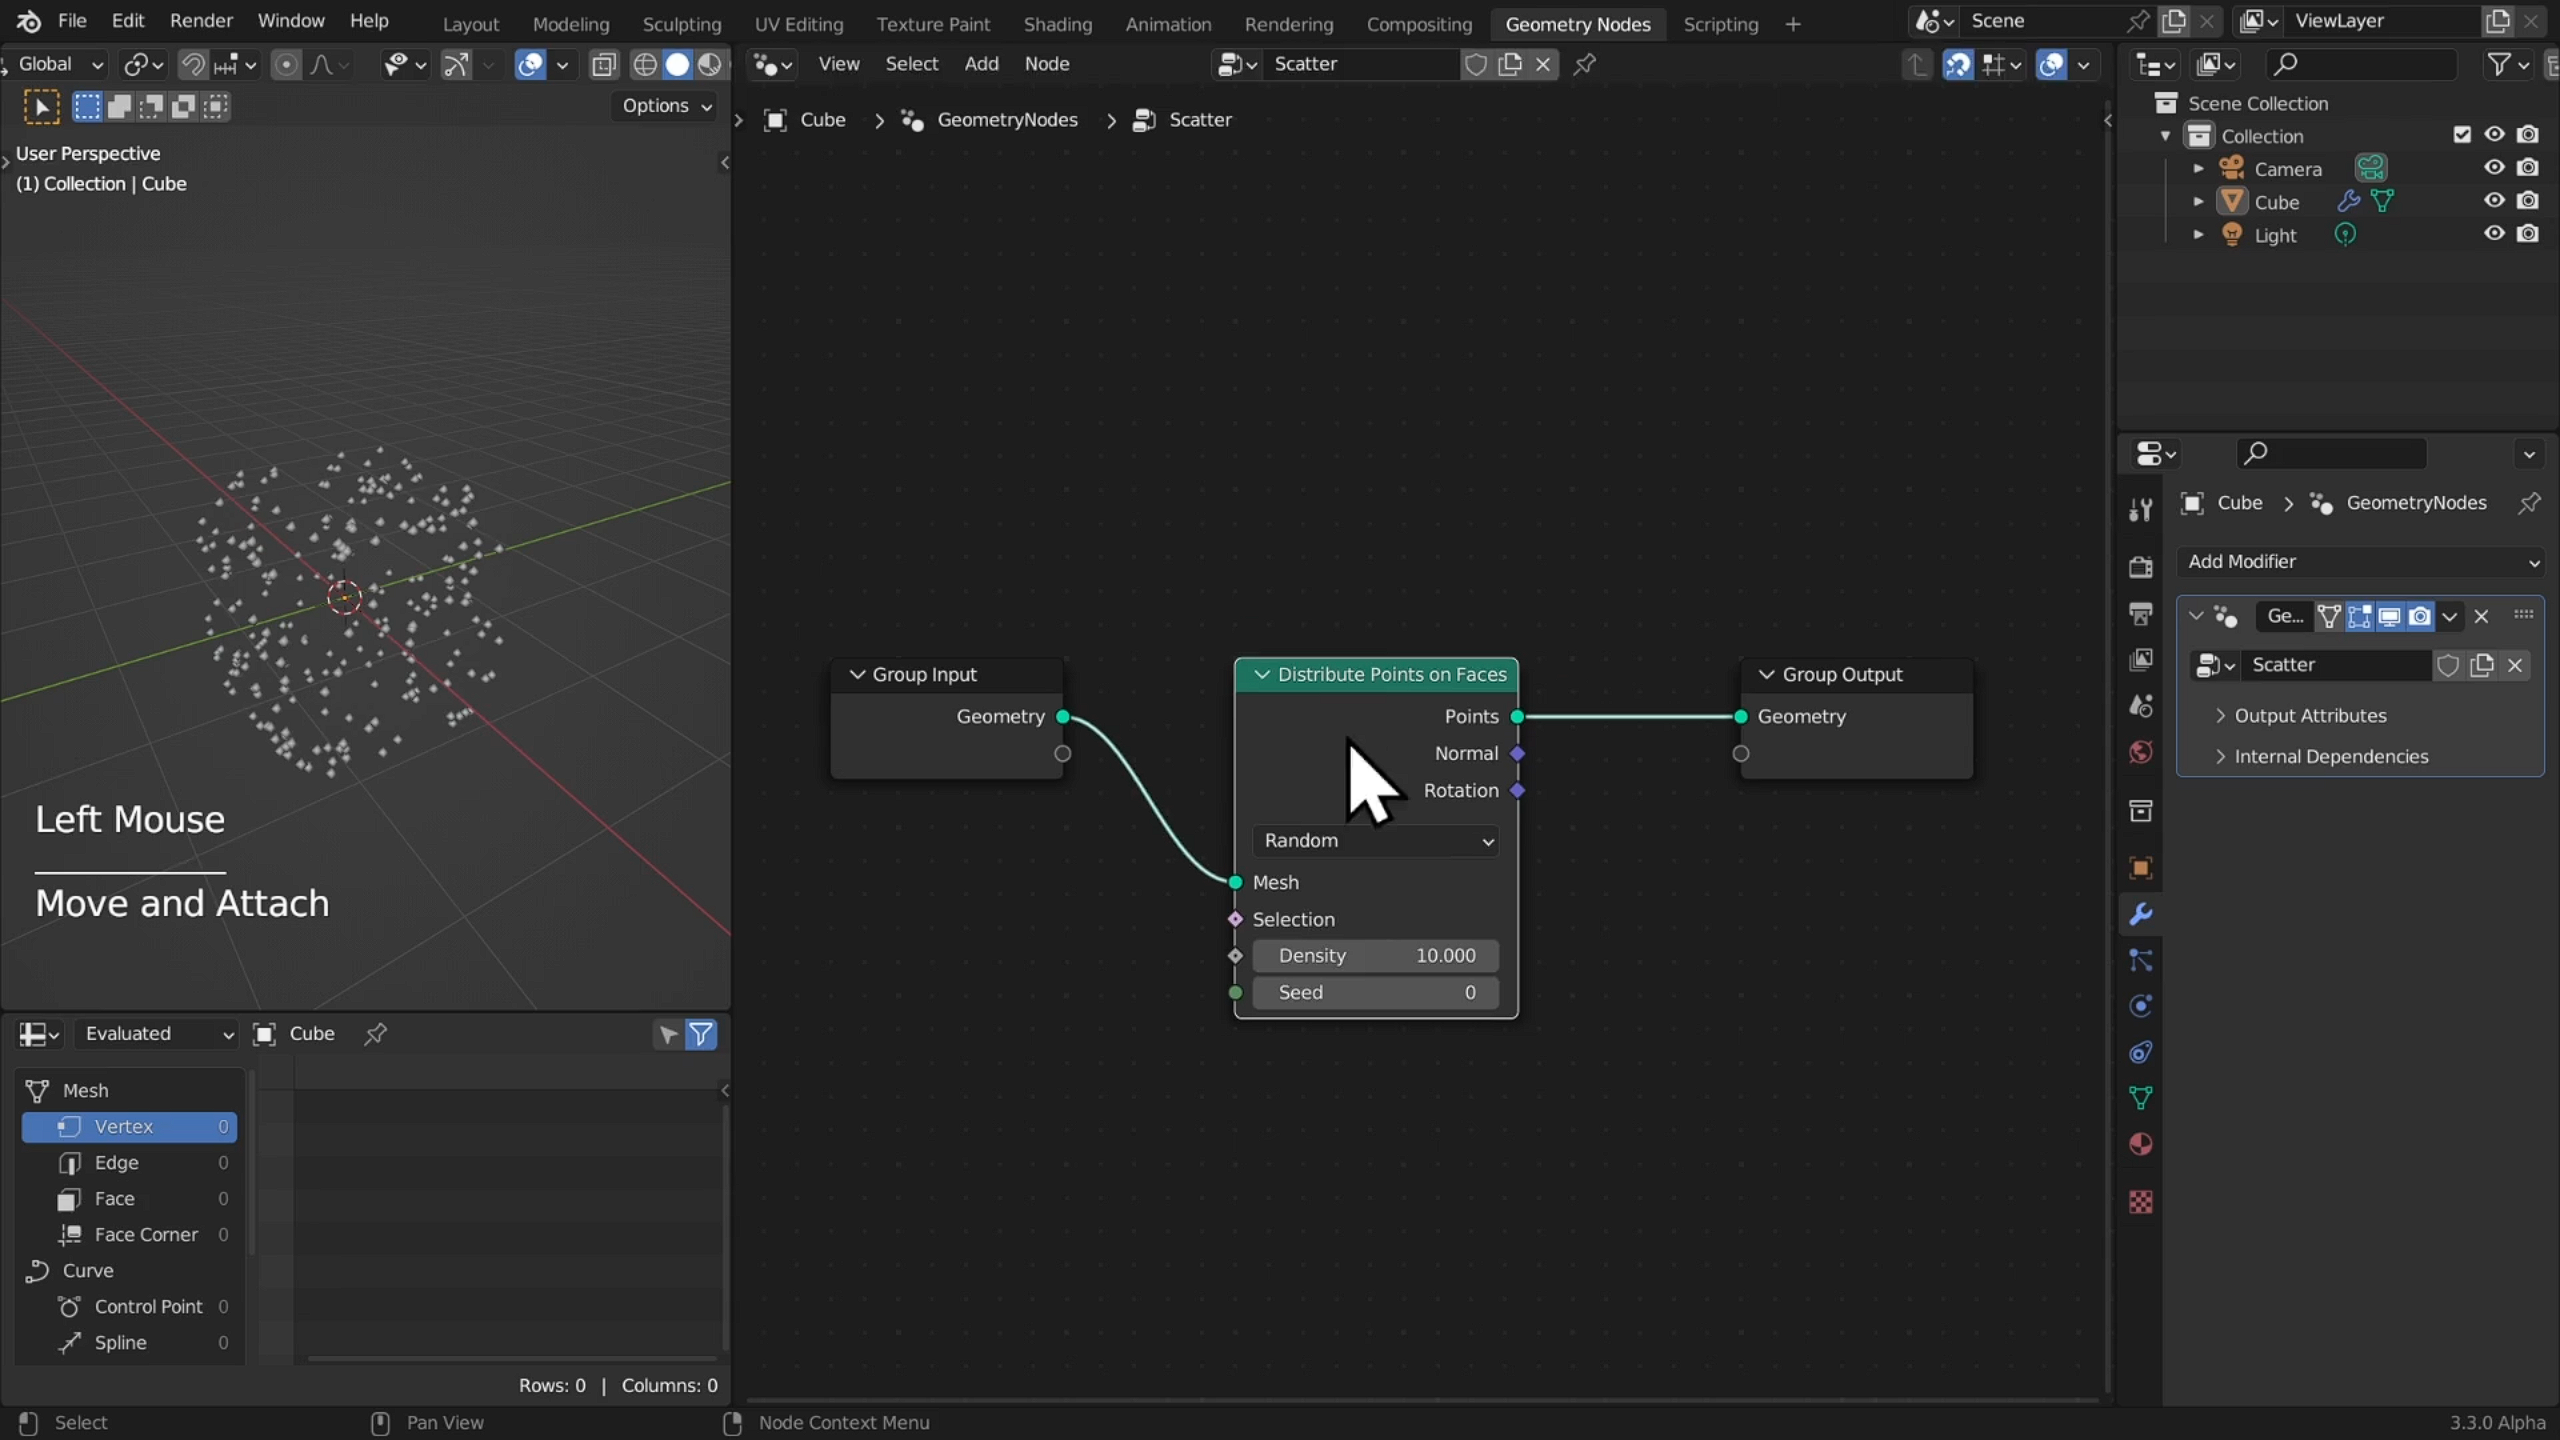 File Edit Render Window Help
Layout Modeling Sculpting UV Editing Texture Paint Shading Animation Rendering Compositing Geometry Nodes Scripting +
Scene
ViewLayer
Global
Options
User Perspective
(1) Collection | Cube
Left Mouse
Move and Attach
View Select Add Node
Scatter
Cube > GeometryNodes > Scatter
Group Input
Geometry
Distribute Points on Faces
Points
Normal
Rotation
Random
Mesh
Selection
Density 10.000
Seed 0
Group Output
Geometry
Scene Collection
Collection
Camera
Cube
Light
Cube > GeometryNodes
Add Modifier
Ge...
Scatter
Output Attributes
Internal Dependencies
Evaluated
Cube
Mesh
Vertex 0
Edge 0
Face 0
Face Corner 0
Curve
Control Point 0
Spline 0
Rows: 0 | Columns: 0
Select
Pan View
Node Context Menu
3.3.0 Alpha